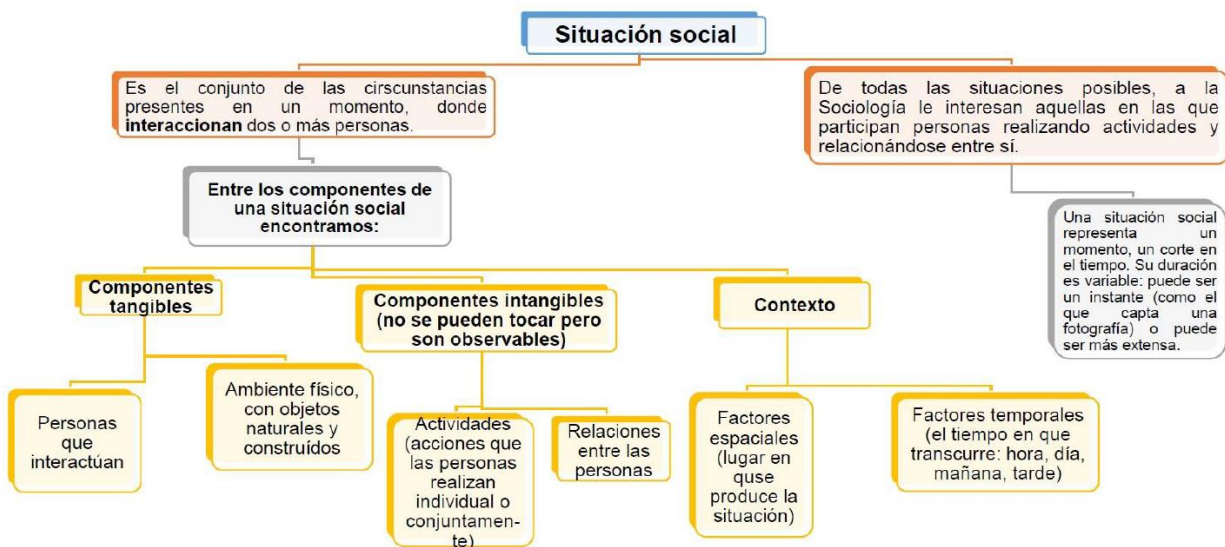 Situación social
Es el conjunto de las cirscunstancias
presentes en un momento, donde
interaccionan dos o más personas.
De todas las situaciones posibles, a la
Sociología le interesan aquellas en las que
participan personas realizando actividades y
relacionándose entre sí.
Entre los componentes de
una situación social
encontramos:
Una situación social
representa un
momento, un corte en
el tiempo. Su duración
es variable: puede ser
un instante (como el
que capta una
fotografía) o puede
ser más extensa.
Componentes
tangibles
Componentes intangibles
(no se pueden tocar pero
son observables)
Contexto
Personas
que
interactúan
Ambiente físico,
con objetos
naturales y
construídos
Actividades
(acciones que
las personas
realizan
individual o
conjuntamen-
te)
Relaciones
entre las
personas
Factores
espaciales
(lugar en
quse
produce la
situación)
Factores temporales
(el tiempo en que
transcurre: hora, día,
mañana, tarde)